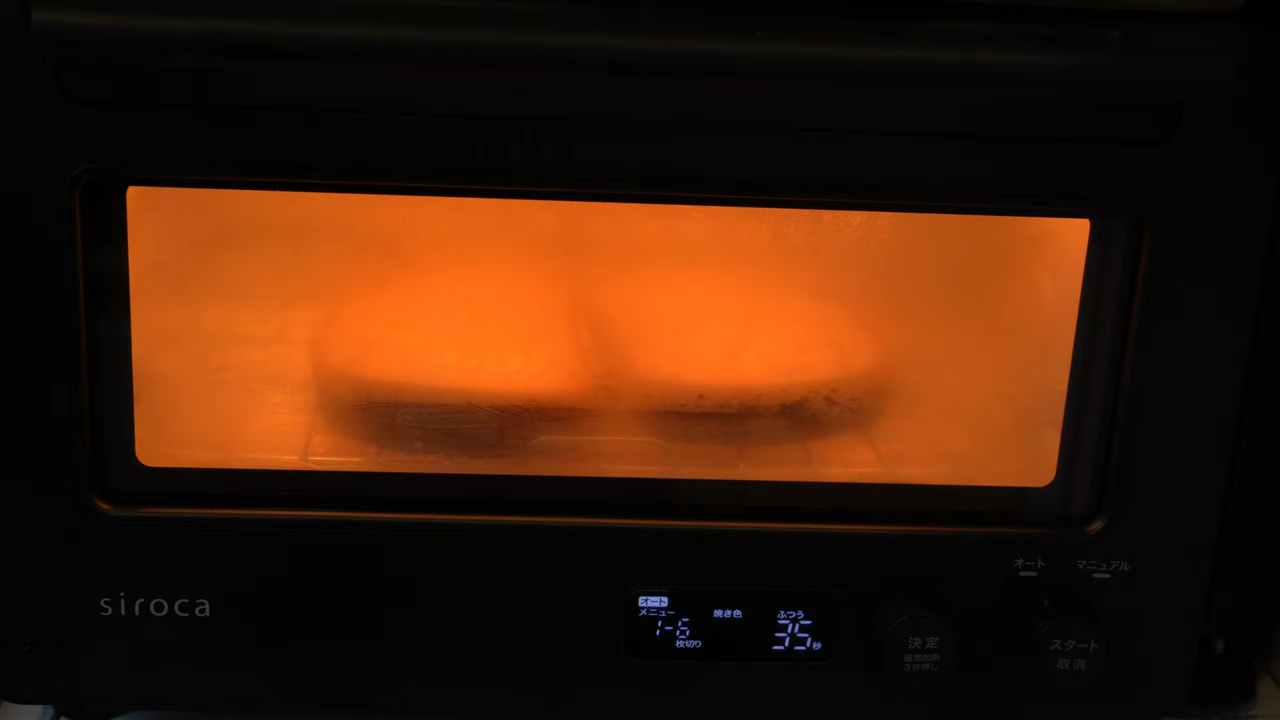 オート マニュアル
siroca
オート
メニュー 焼き色 ふつう
1-6 35秒
枚切り
決定
追加加熱
3秒押し
スタート
取消